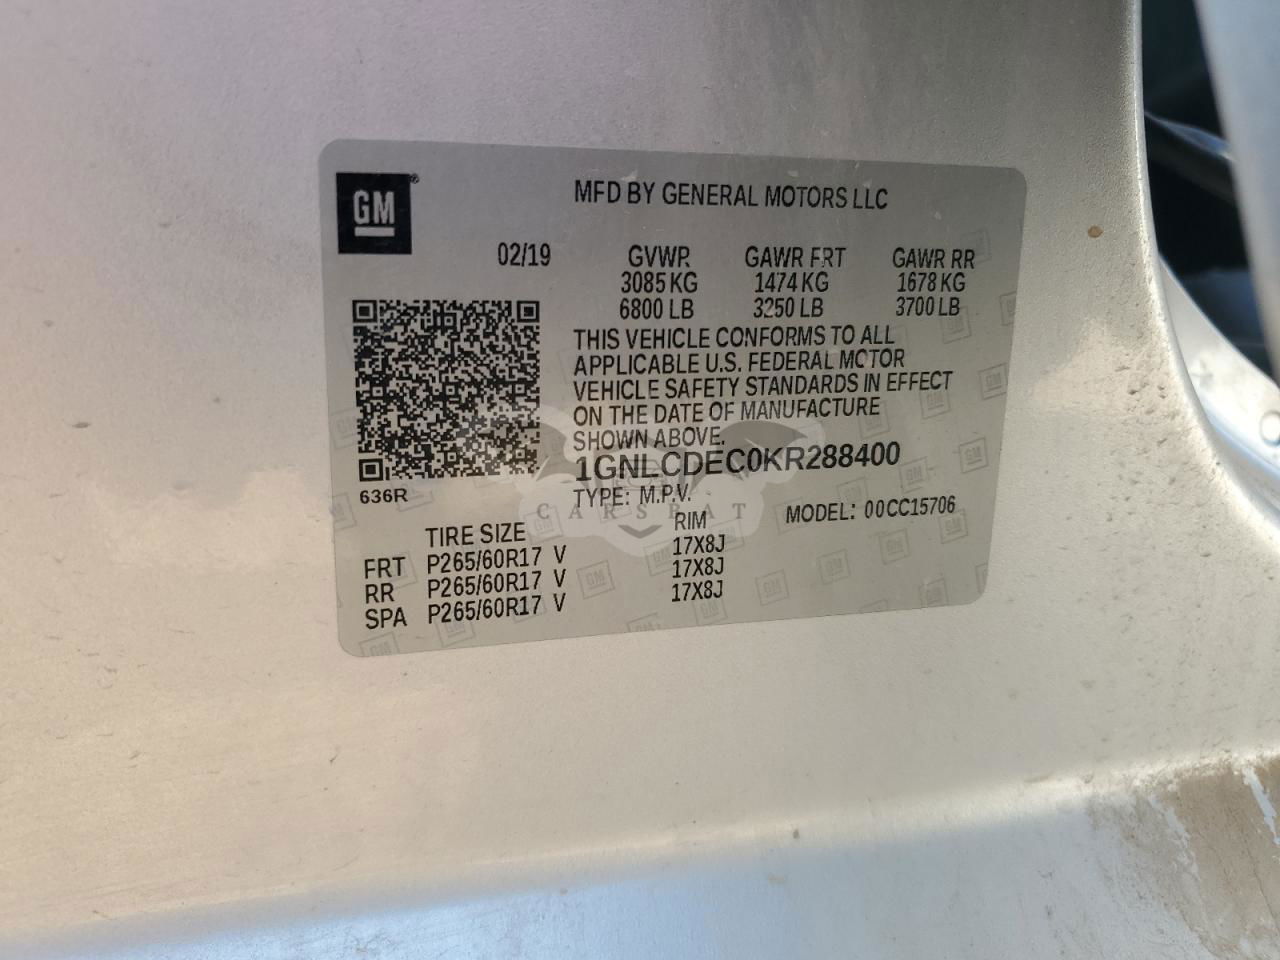 GM
MFD BY GENERAL MOTORS LLC
02/19 GVWR GAWR FRT GAWR RR
3085 KG 1474 KG 1678 KG
6800 LB 3250 LB 3700 LB
THIS VEHICLE CONFORMS TO ALL
APPLICABLE U.S. FEDERAL MOTOR
VEHICLE SAFETY STANDARDS IN EFFECT
ON THE DATE OF MANUFACTURE
SHOWN ABOVE.
1GNLCDEC0KR288400
636R
TYPE: M.P.V. MODEL: 00CC15706
CARSBAT
TIRE SIZE RIM
FRT P265/60R17 V 17X8J
RR P265/60R17 V 17X8J
SPA P265/60R17 V 17X8J